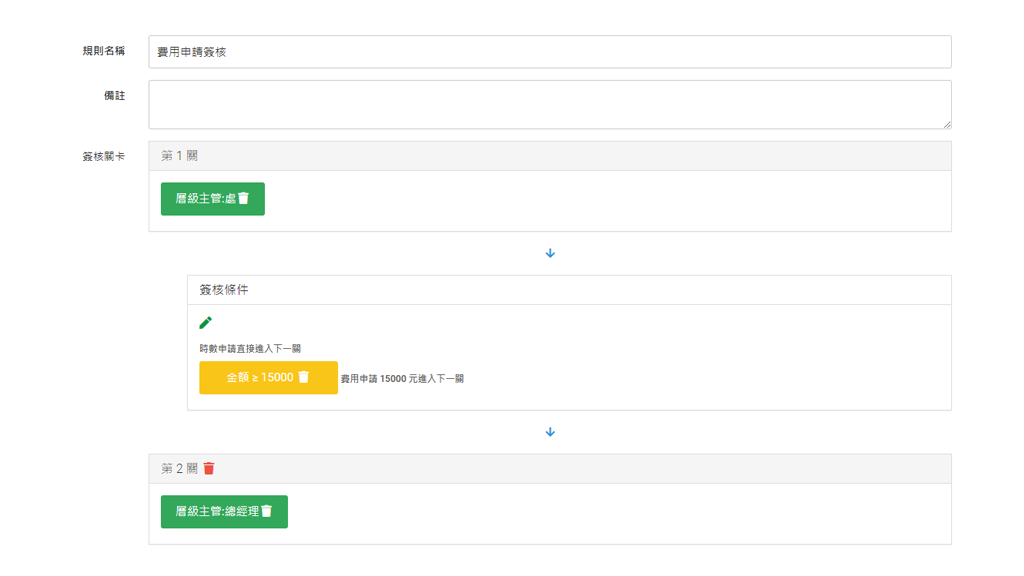 規則名稱
費用申請簽核
備註
簽核關卡
第 1 關
層級主管:處
簽核條件
時數申請直接進入下一關
金額 ≥ 15000
費用申請 15000 元進入下一關
第 2 關
層級主管:總經理